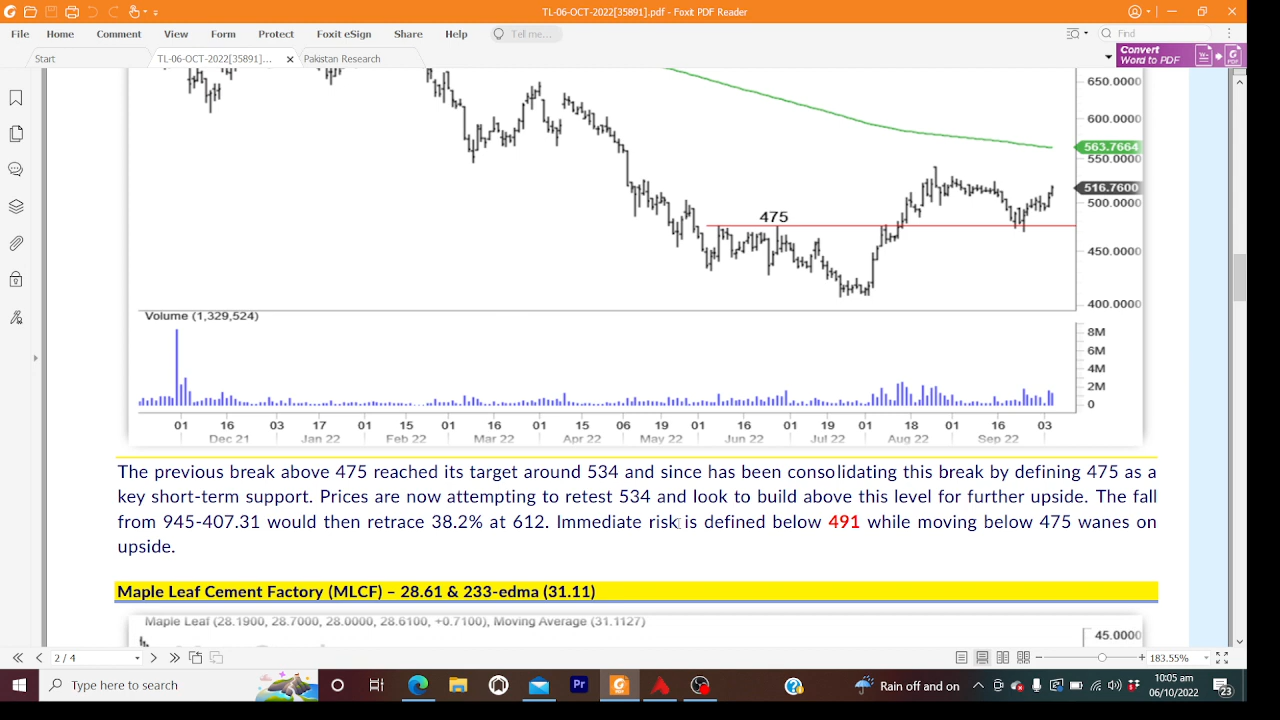 TL-06-OCT-2022[35891].pdf - Foxit PDF Reader
File Home Comment View Form Protect Foxit eSign Share Help Tell me... Find
Start TL-06-OCT-2022[35891]... Pakistan Research
Convert
Word to PDF
650.0000
600.0000
563.7664
550.0000
516.7600
500.0000
475
450.0000
400.0000
Volume (1,329,524)
8M
6M
4M
2M
0
01 16 03 17 01 15 01 16 01 15 06 19 01 16 01 19 01 18 01 16 03
Dec 21 Jan 22 Feb 22 Mar 22 Apr 22 May 22 Jun 22 Jul 22 Aug 22 Sep 22
The previous break above 475 reached its target around 534 and since has been consolidating this break by defining 475 as a
key short-term support. Prices are now attempting to retest 534 and look to build above this level for further upside. The fall
from 945-407.31 would then retrace 38.2% at 612. Immediate risk is defined below 491 while moving below 475 wanes on
upside.
Maple Leaf Cement Factory (MLCF) – 28.61 & 233-edma (31.11)
Maple Leaf (28.1900, 28.7000, 28.0000, 28.6100, +0.7100), Moving Average (31.1127)
45.0000
2 / 4 183.55%
Type here to search Pr Rain off and on 10:05 am
06/10/2022 23